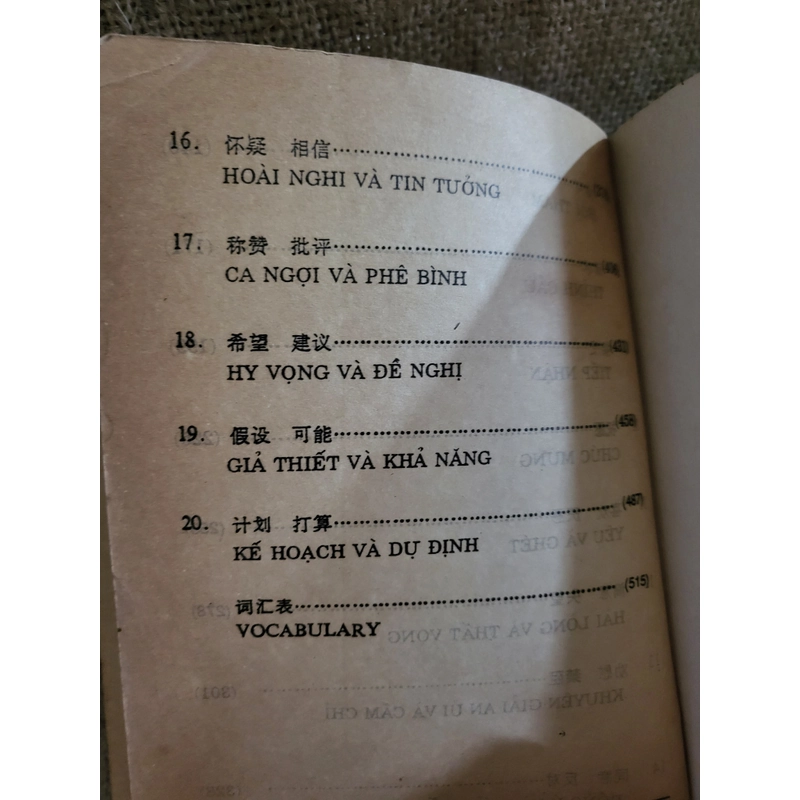 16. 怀疑 相信……………………………………
HOÀI NGHI VÀ TIN TƯỞNG
17. 称赞 批评……………………………………
CA NGỢI VÀ PHÊ BÌNH
18. 希望 建议……………………………………
HY VỌNG VÀ ĐỀ NGHỊ
19. 假设 可能……………………………………(458)
GIẢ THIẾT VÀ KHẢ NĂNG
20. 计划 打算……………………………………(487)
KẾ HOẠCH VÀ DỰ ĐỊNH
词汇表……………………………………(515)
VOCABULARY